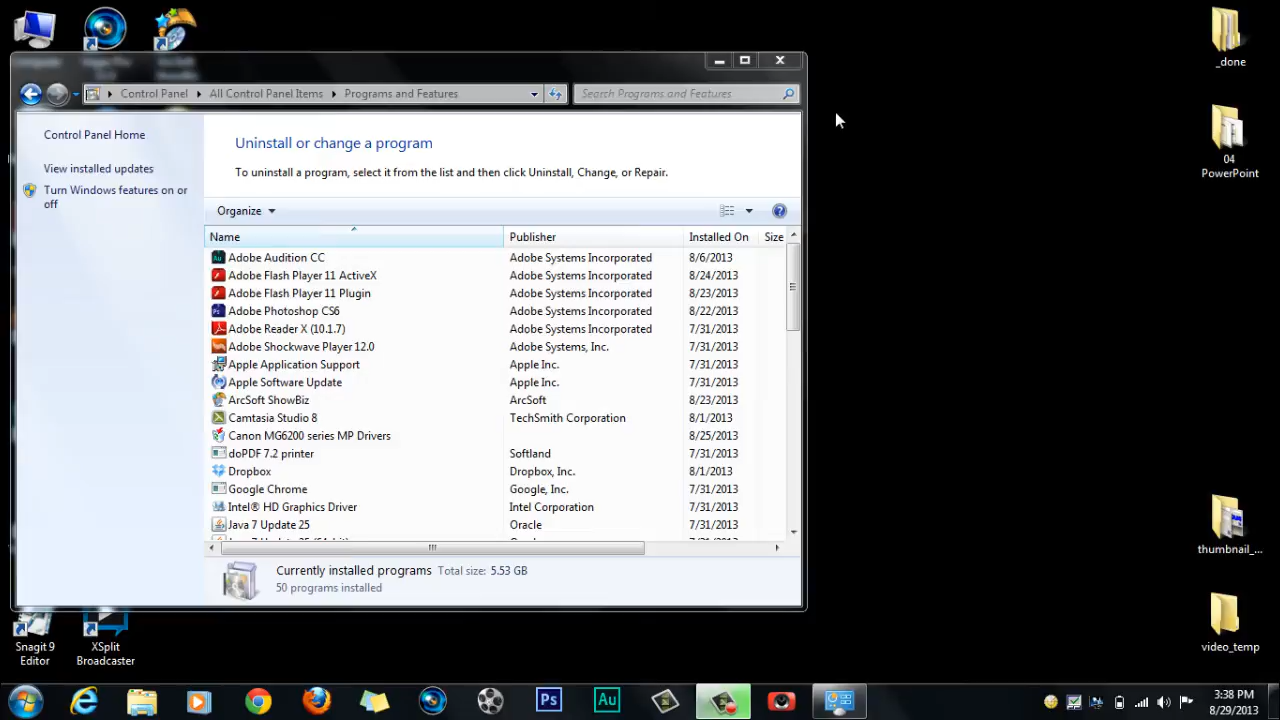 _done
04
PowerPoint
Control Panel
All Control Panel Items
Programs and Features
Search Programs and Features
Control Panel Home
View installed updates
Turn Windows features on or
off
Uninstall or change a program
To uninstall a program, select it from the list and then click Uninstall, Change, or Repair.
Organize
Name Publisher Installed On Size
Adobe Audition CC Adobe Systems Incorporated 8/6/2013
Adobe Flash Player 11 ActiveX Adobe Systems Incorporated 8/24/2013
Adobe Flash Player 11 Plugin Adobe Systems Incorporated 8/23/2013
Adobe Photoshop CS6 Adobe Systems Incorporated 8/22/2013
Adobe Reader X (10.1.7) Adobe Systems Incorporated 7/31/2013
Adobe Shockwave Player 12.0 Adobe Systems, Inc. 7/31/2013
Apple Application Support Apple Inc. 7/31/2013
Apple Software Update Apple Inc. 7/31/2013
ArcSoft ShowBiz ArcSoft 8/23/2013
Camtasia Studio 8 TechSmith Corporation 8/1/2013
Canon MG6200 series MP Drivers 8/25/2013
doPDF 7.2 printer Softland 7/31/2013
Dropbox Dropbox, Inc. 8/1/2013
Google Chrome Google, Inc. 7/31/2013
Intel® HD Graphics Driver Intel Corporation 7/31/2013
Java 7 Update 25 Oracle 7/31/2013
Currently installed programs Total size: 5.53 GB
50 programs installed
thumbnail_...
video_temp
Snagit 9
Editor
XSplit
Broadcaster
Ps
Au
3:38 PM
8/29/2013